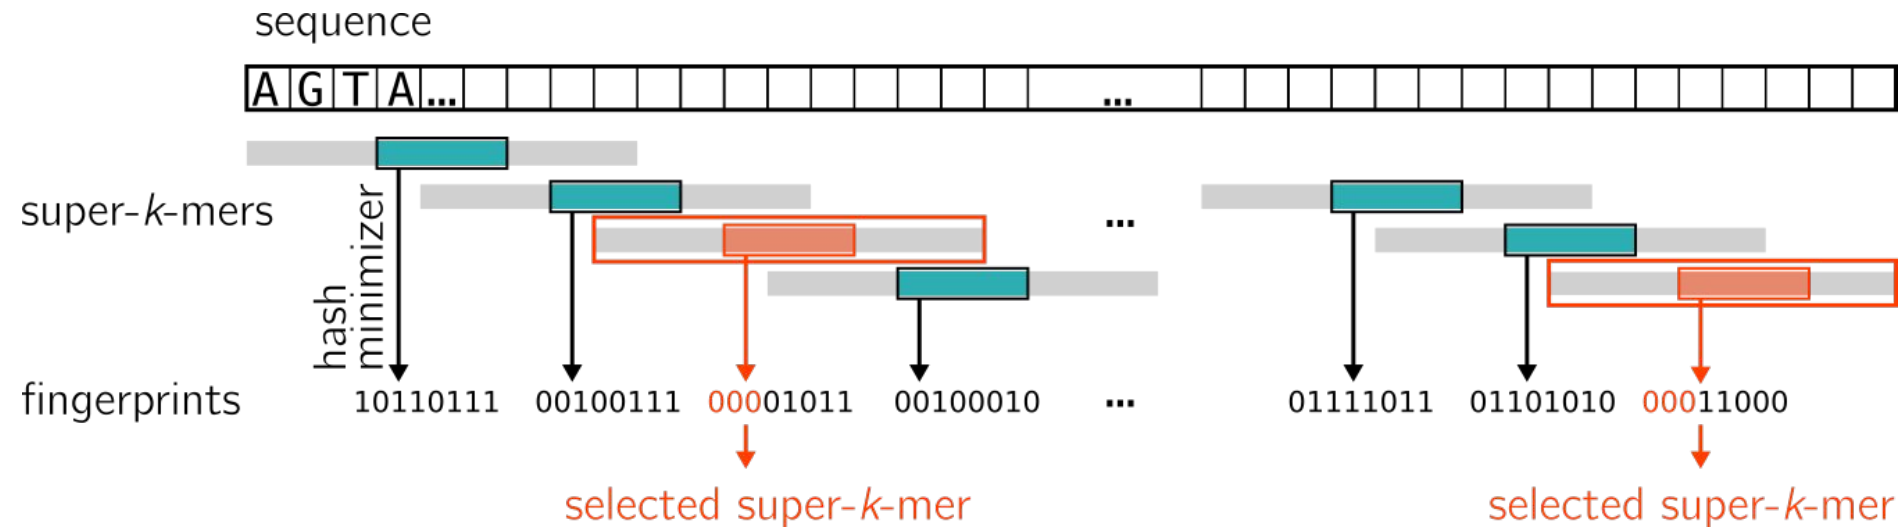 sequence
A G T A ... ...
super-k-mers
...
hash
minimizer
fingerprints
10110111 00100111 00001011 00100010 ... 01111011 01101010 00011000
selected super-k-mer selected super-k-mer